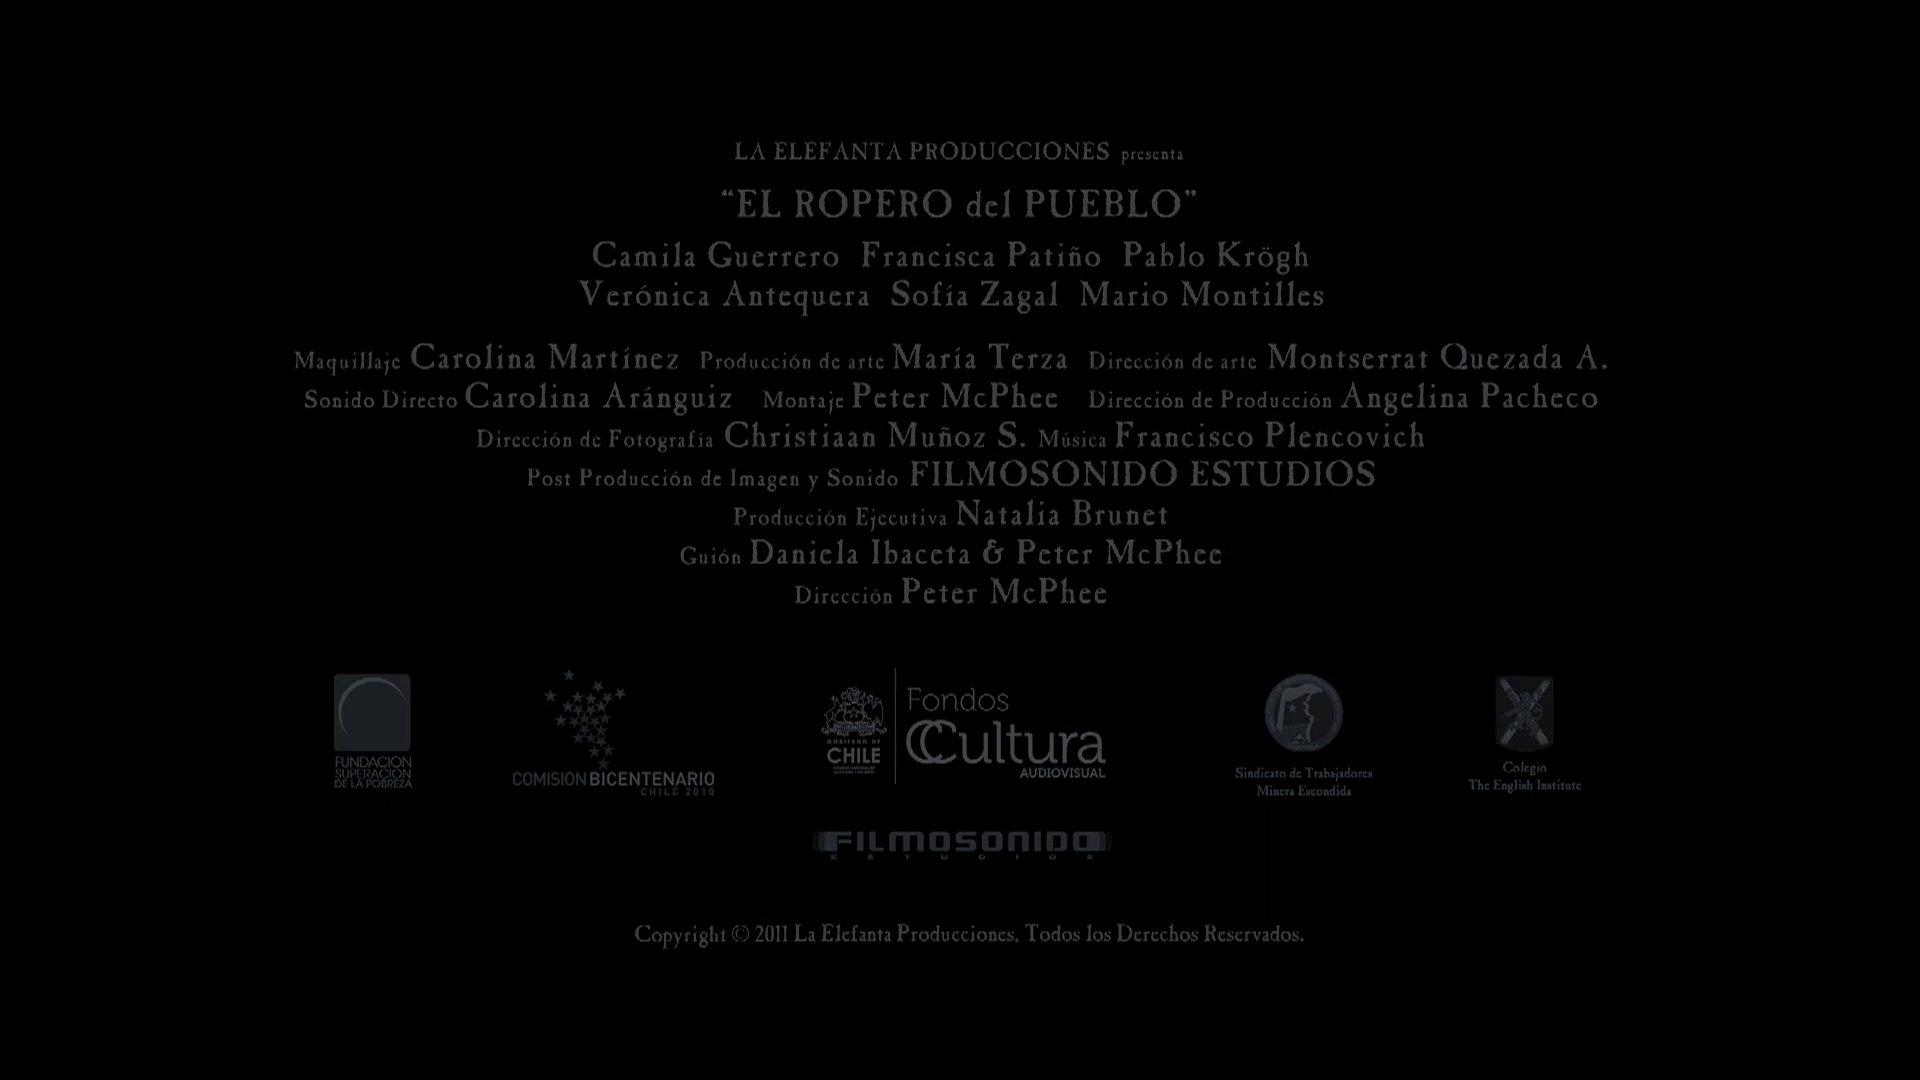 LA ELEFANTA PRODUCCIONES presenta
“EL ROPERO del PUEBLO”
Camila Guerrero Francisca Patiño Pablo Krögh
Verónica Antequera Sofía Zagal Mario Montilles
Maquillaje Carolina Martínez Producción de arte María Terza Dirección de arte Montserrat Quezada A.
Sonido Directo Carolina Aránguiz Montaje Peter McPhee Dirección de Producción Angelina Pacheco
Dirección de Fotografía Christiaan Muñoz S. Música Francisco Plencovich
Post Producción de Imagen y Sonido FILMOSONIDO ESTUDIOS
Producción Ejecutiva Natalia Brunet
Guión Daniela Ibaceta & Peter McPhee
Dirección Peter McPhee
FUNDACION
SUPERACION
DE LA POBREZA
COMISION BICENTENARIO
CHILE 2010
GOBIERNO DE
CHILE
Fondos
Cultura
AUDIOVISUAL
Sindicato de Trabajadores
Minera Escondida
Colegio
The English Institute
FILMOSONIDO
ESTUDIOS
Copyright © 2011 La Elefanta Producciones. Todos los Derechos Reservados.